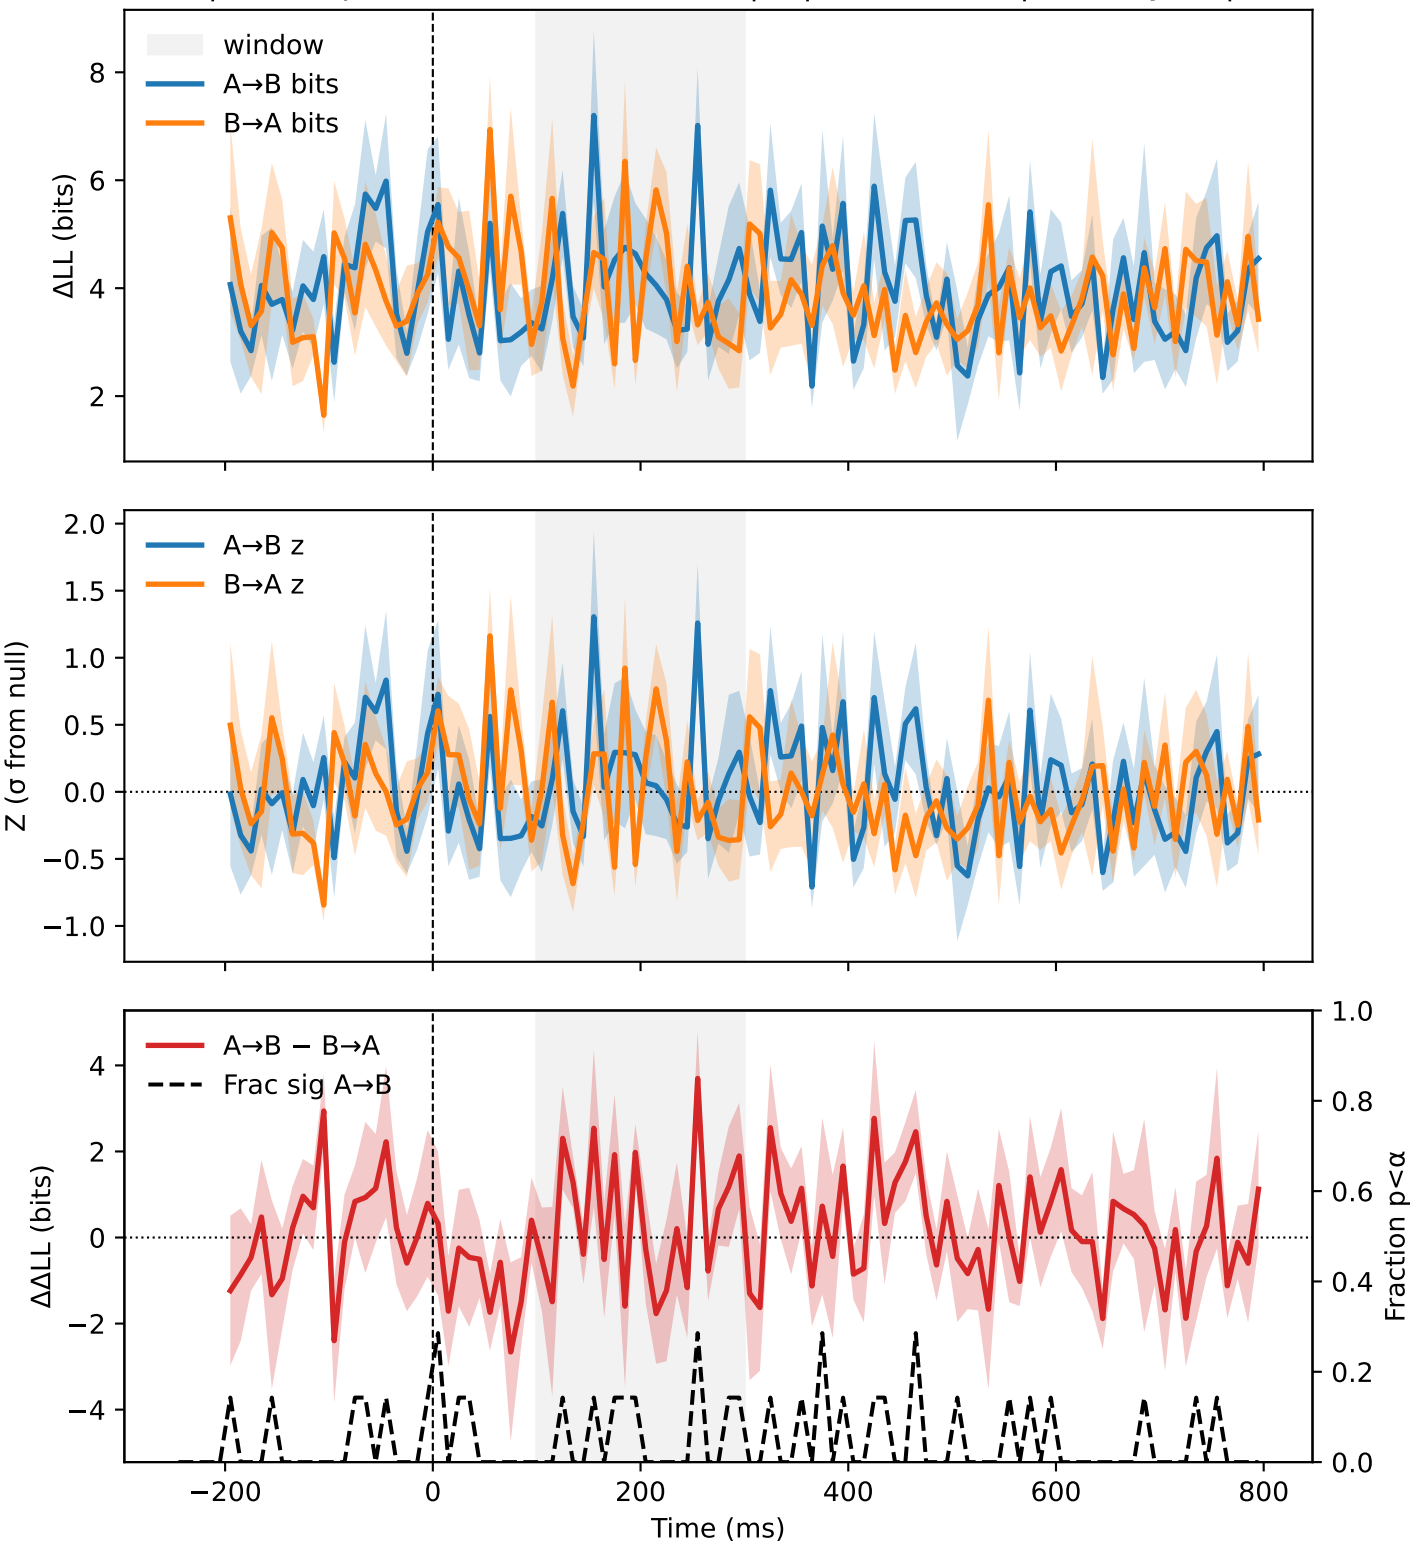 window
A→B bits
B→A bits
8
6
4
2
ΔLL (bits)
A→B z
B→A z
2.0
1.5
1.0
0.5
0.0
−0.5
−1.0
Z (σ from null)
A→B − B→A
Frac sig A→B
4
2
0
−2
−4
ΔΔLL (bits)
1.0
0.8
0.6
0.4
0.2
0.0
Fraction p<α
−200
0
200
400
600
800
Time (ms)